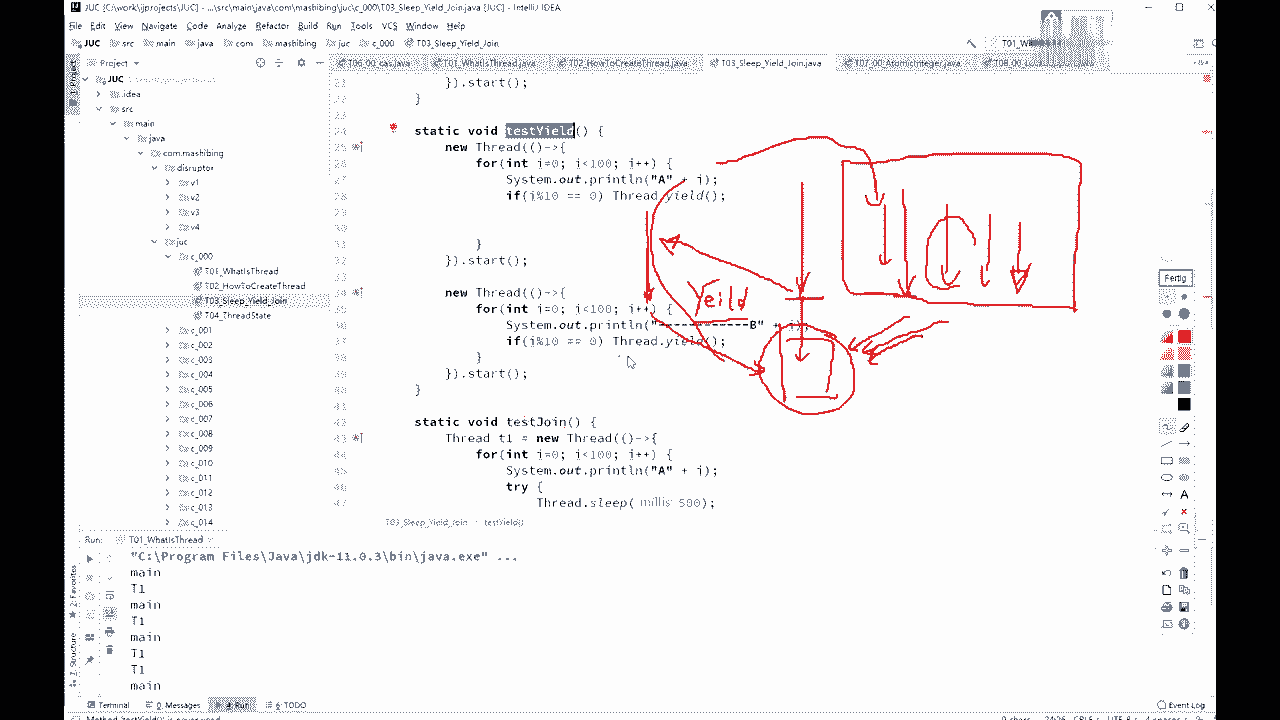 JUC [C:\work\ijprojects\JUC] - ...\src\main\java\com\mashibing\juc\c_000\T03_Sleep_Yield_Join.java [JUC] - IntelliJ IDEA
File Edit View Navigate Code Analyze Refactor Build Run Tools VCS Window Help
JUC src main java com mashibing juc c_000 T03_Sleep_Yield_Join
Project
T01_WhatIsThread.java T02_HowToCreateThread.java T03_Sleep_Yield_Join.java
JUC
.idea
src
main
java
com.mashibing
disruptor
v1
v2
v3
v4
juc
c_000
T01_WhatIsThread
T02_HowToCreateThread
T03_Sleep_Yield_Join
T04_ThreadState
c_001
c_002
c_003
c_004
c_005
c_006
c_007
c_008
c_009
c_010
c_011
c_012
c_013
c_014
}).start();
}
static void testYield() {
new Thread(()->{
for(int i=0; i<100; i++) {
System.out.println("A" + i);
if(i%10 == 0) Thread.yield();
}
}).start();
new Thread(()->{
for(int i=0; i<100; i++) {
System.out.println("------------B" + i);
if(i%10 == 0) Thread.yield();
}
}).start();
}
static void testJoin() {
Thread t1 = new Thread(()->{
for(int i=0; i<100; i++) {
System.out.println("A" + i);
try {
Thread.sleep( millis: 500);
T03_Sleep_Yield_Join testYield()
Yeild
Fertig
Run: T01_WhatIsThread
"C:\Program Files\Java\jdk-11.0.3\bin\java.exe" ...
main
T1
main
T1
main
T1
T1
main
2: Favorites
Terminal 0: Messages 4: Run 6: TODO
Event Log